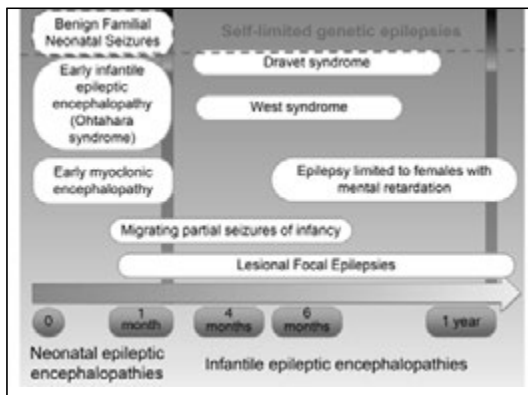 Benign Familial
Neonatal Seizures
Self-limited genetic epilepsies
Early infantile
epileptic
encephalopathy
(Ohtahara
syndrome)
Dravet syndrome
West syndrome
Early myoclonic
encephalopathy
Epilepsy limited to females with
mental retardation
Migrating partial seizures of infancy
Lesional Focal Epilepsies
0
1
month
4
months
6
months
1 year
Neonatal epileptic
encephalopathies
Infantile epileptic encephalopathies